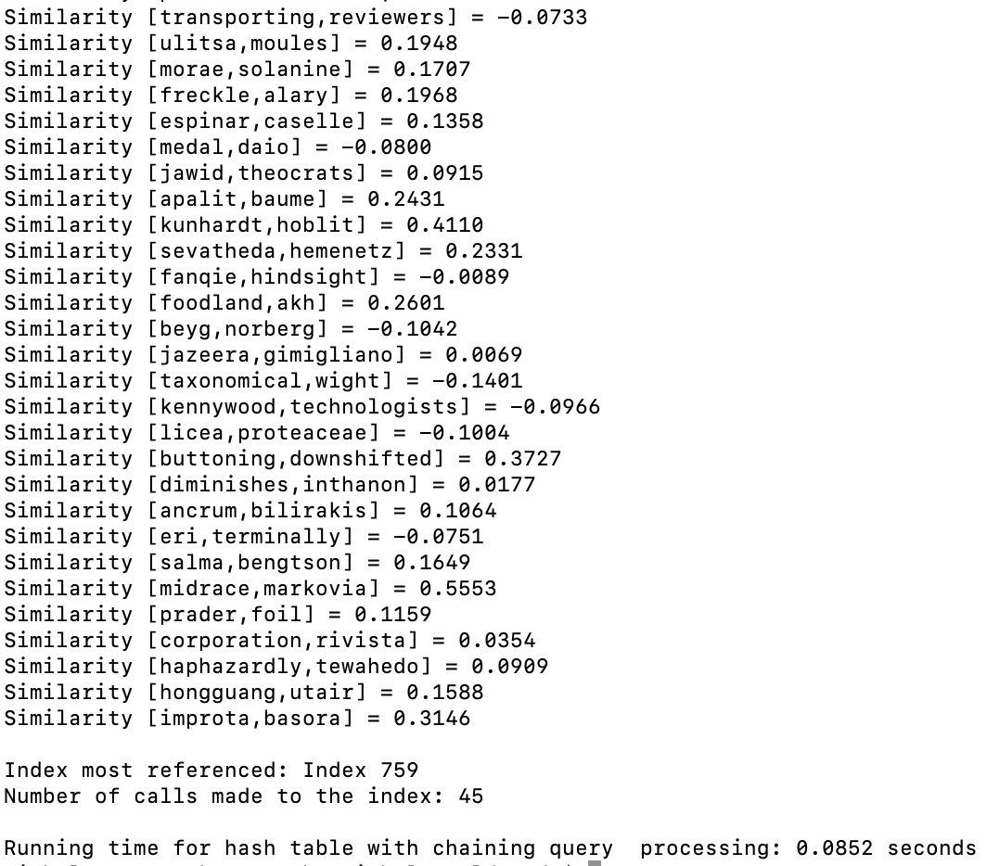 Similarity [transporting,reviewers] = -0.0733
Similarity [ulitsa,moules] = 0.1948
Similarity [morae,solanine] = 0.1707
Similarity [freckle,alary] = 0.1968
Similarity [espinar,caselle] = 0.1358
Similarity [medal,daio] = -0.0800
Similarity [jawid,theocrats] = 0.0915
Similarity [apalit,baume] = 0.2431
Similarity [kunhardt,hoblit] = 0.4110
Similarity [sevatheda,hemenetz] = 0.2331
Similarity [fanqie,hindsight] = -0.0089
Similarity [foodland,akh] = 0.2601
Similarity [beyg,norberg] = -0.1042
Similarity [jazeera,gimigliano] = 0.0069
Similarity [taxonomical,wight] = -0.1401
Similarity [kennywood,technologists] = -0.0966
Similarity [licea,proteaceae] = -0.1004
Similarity [buttoning,downshifted] = 0.3727
Similarity [diminishes,inthanon] = 0.0177
Similarity [ancrum,bilirakis] = 0.1064
Similarity [eri,terminally] = -0.0751
Similarity [salma,bengtson] = 0.1649
Similarity [midrace,markovia] = 0.5553
Similarity [prader,foil] = 0.1159
Similarity [corporation,rivista] = 0.0354
Similarity [haphazardly,tewahedo] = 0.0909
Similarity [hongguang,utair] = 0.1588
Similarity [improta,basora] = 0.3146
Index most referenced: Index 759
Number of calls made to the index: 45
Running time for hash table with chaining query  processing: 0.0852 seconds